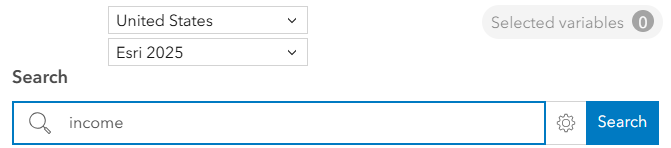 United States
Selected variables 0
Esri 2025
Search
income
Search